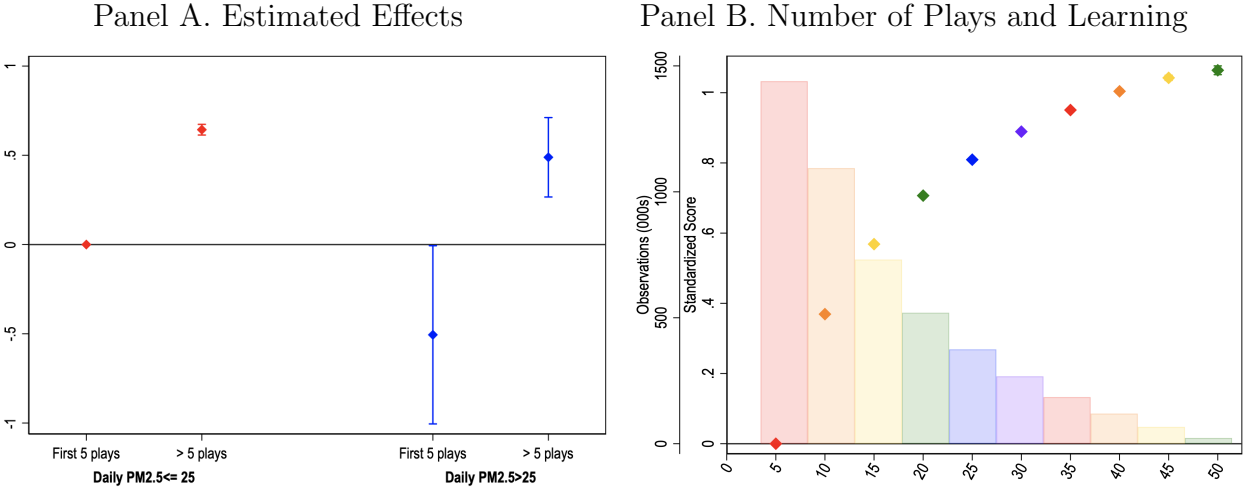 Panel A. Estimated Effects
1
.5
0
-.5
-1
First 5 plays
> 5 plays
First 5 plays
> 5 plays
Daily PM2.5<= 25
Daily PM2.5>25
Panel B. Number of Plays and Learning
Observations (000s)
1500
1000
500
0
Standardized Score
1
.8
.6
.4
.2
0
0
5
10
15
20
25
30
35
40
45
50